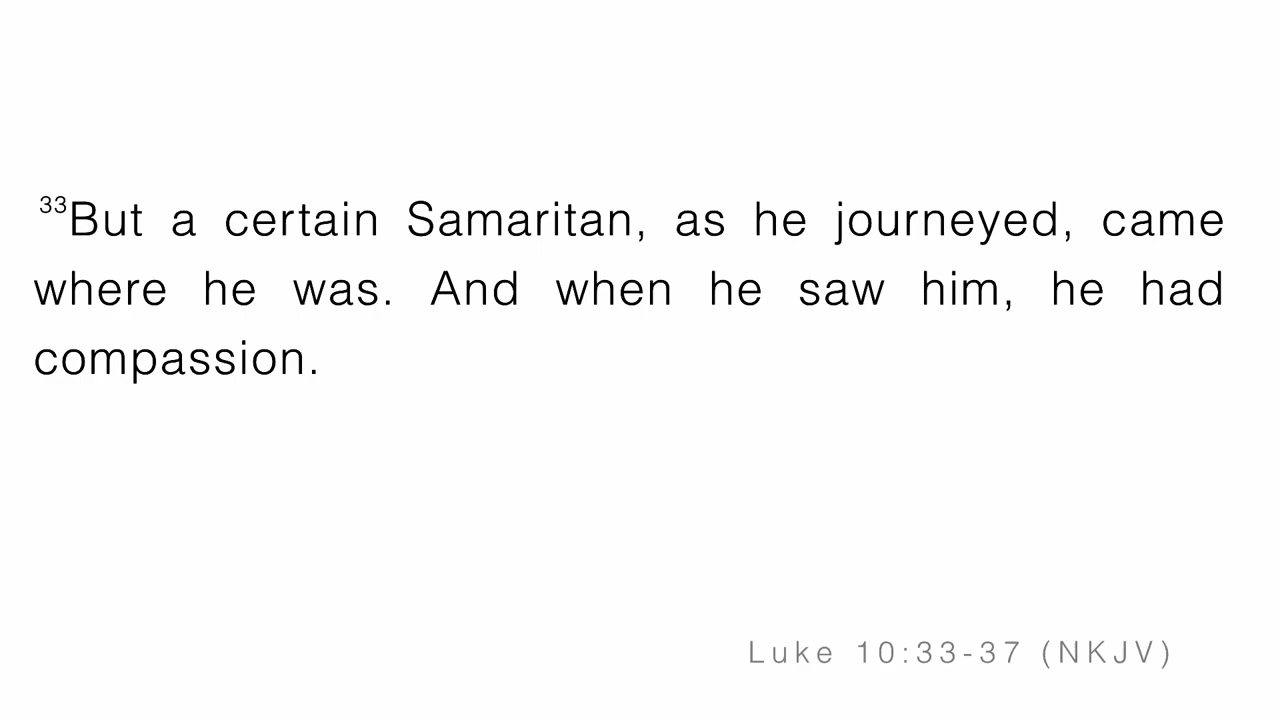 33But a certain Samaritan, as he journeyed, came
where he was. And when he saw him, he had
compassion.
Luke 10:33-37 (NKJV)